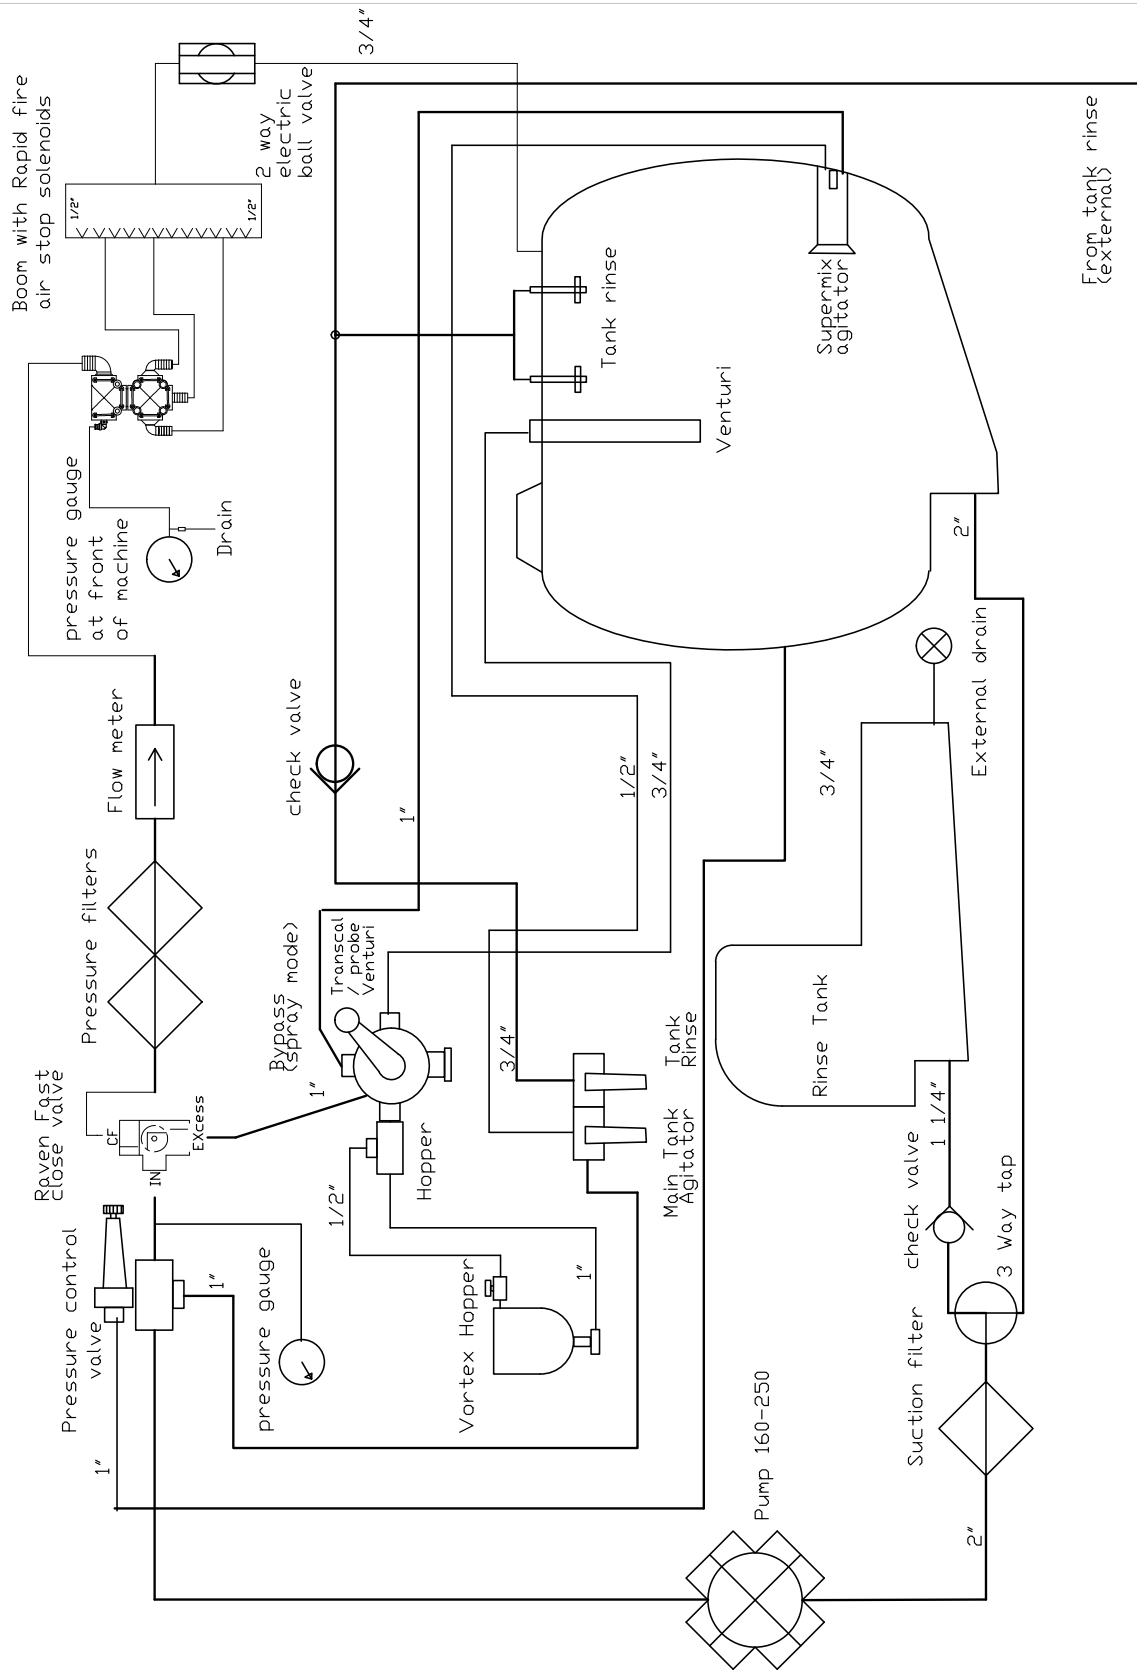 Boom with Rapid fire
air stop solenoids
1/2"
1/2"
3/4"
2 way
electric
ball valve
pressure gauge
at front
of machine
Drain
Flow meter
Pressure filters
Raven Fast
close valve
CF
EXcess
IN
Pressure control
valve
1"
1"
pressure gauge
check valve
1"
Bypass
(spray mode)
Transcal
/ probe
Venturi
1"
3/4"
Hopper
1/2"
1"
Vortex Hopper
Main Tank
Agitator
Tank
Rinse
1/2"
3/4"
Tank rinse
Venturi
Supermix
agitator
From tank rinse
(external)
2"
External drain
3/4"
Rinse Tank
1 1/4"
check valve
3 Way tap
Suction filter
2"
Pump 160-250